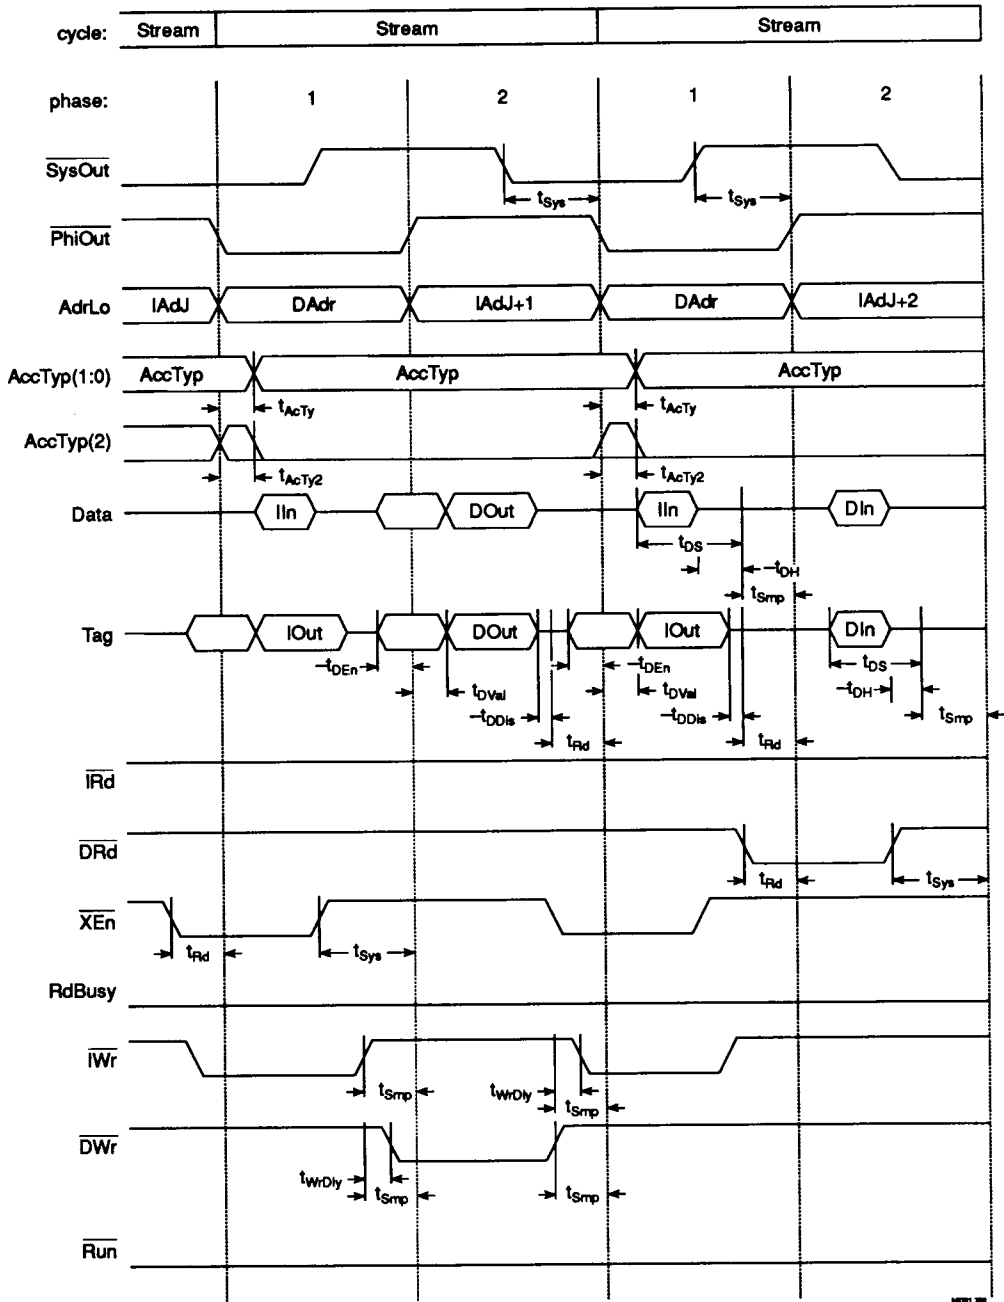 cycle: Stream Stream Stream
phase: 1 2 1 2
SysOut
tSys tSys
PhiOut
AdrLo IAdJ DAdr IAdJ+1 DAdr IAdJ+2
AccTyp(1:0) AccTyp AccTyp AccTyp
tAcTy tAcTy
AccTyp(2)
tAcTy2 tAcTy2
Data IIn DOut IIn DIn
tDS
-tDH
tSmp
Tag IOut DOut IOut DIn
-tDEn -tDEn tDS
tDVal tDVal -tDH
-tDDis -tDDis tSmp
tRd tRd
IRd
DRd
tRd tSys
XEn
tRd tSys
RdBusy
IWr
tSmp tWrDly
tSmp
DWr
tWrDly
tSmp tSmp
Run